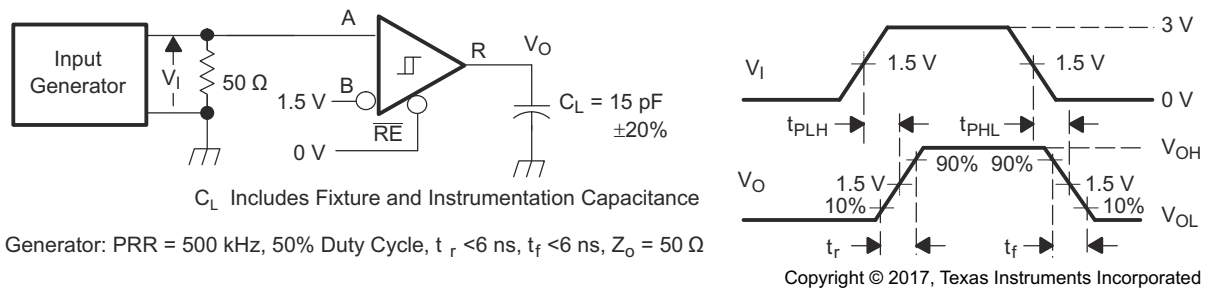 Input
Generator
V_I
50 Ω
A
B
1.5 V
0 V
RE
R
V_O
C_L = 15 pF
±20%
C_L Includes Fixture and Instrumentation Capacitance
Generator: PRR = 500 kHz, 50% Duty Cycle, t_r <6 ns, t_f <6 ns, Z_o = 50 Ω
3 V
V_I
1.5 V
1.5 V
0 V
t_PLH
t_PHL
V_OH
90%
90%
V_O
1.5 V
1.5 V
10%
10%
V_OL
t_r
t_f
Copyright © 2017, Texas Instruments Incorporated